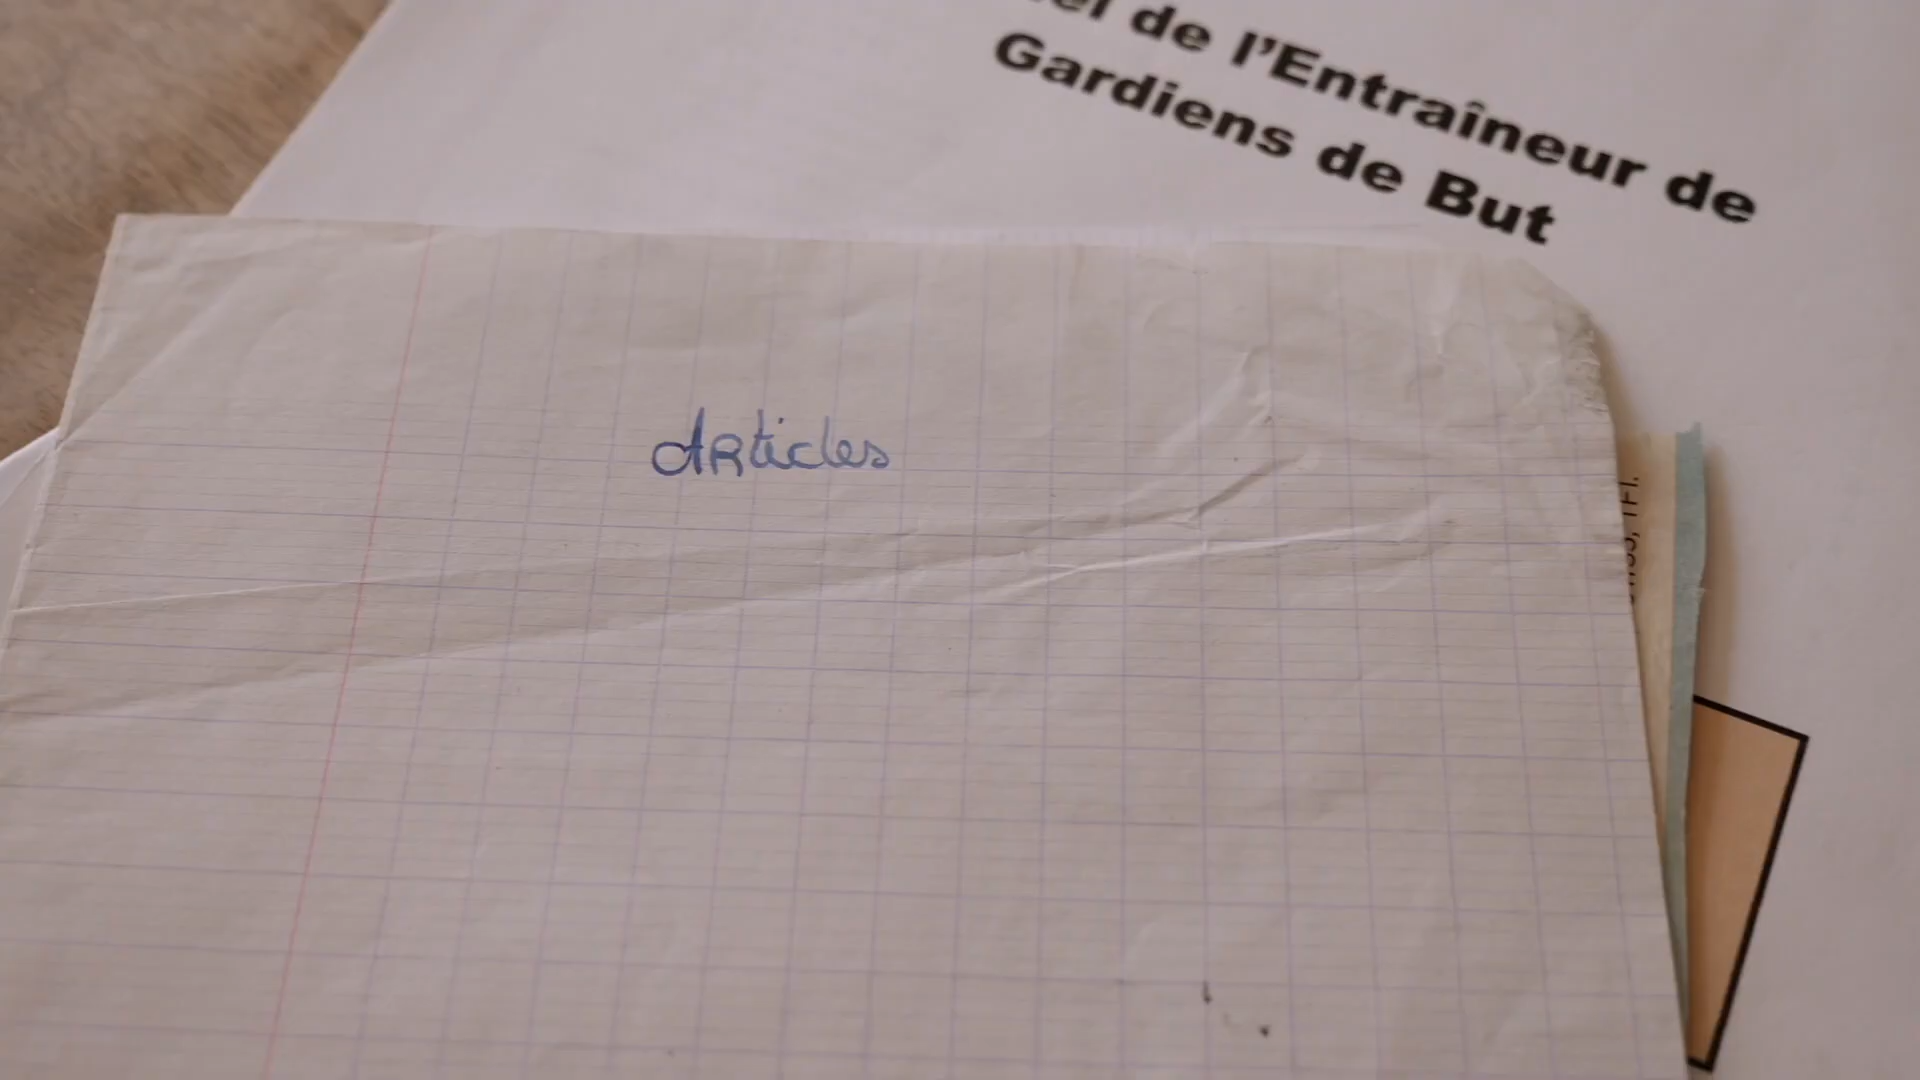 de l'Entraîneur de
Gardiens de But
Articles